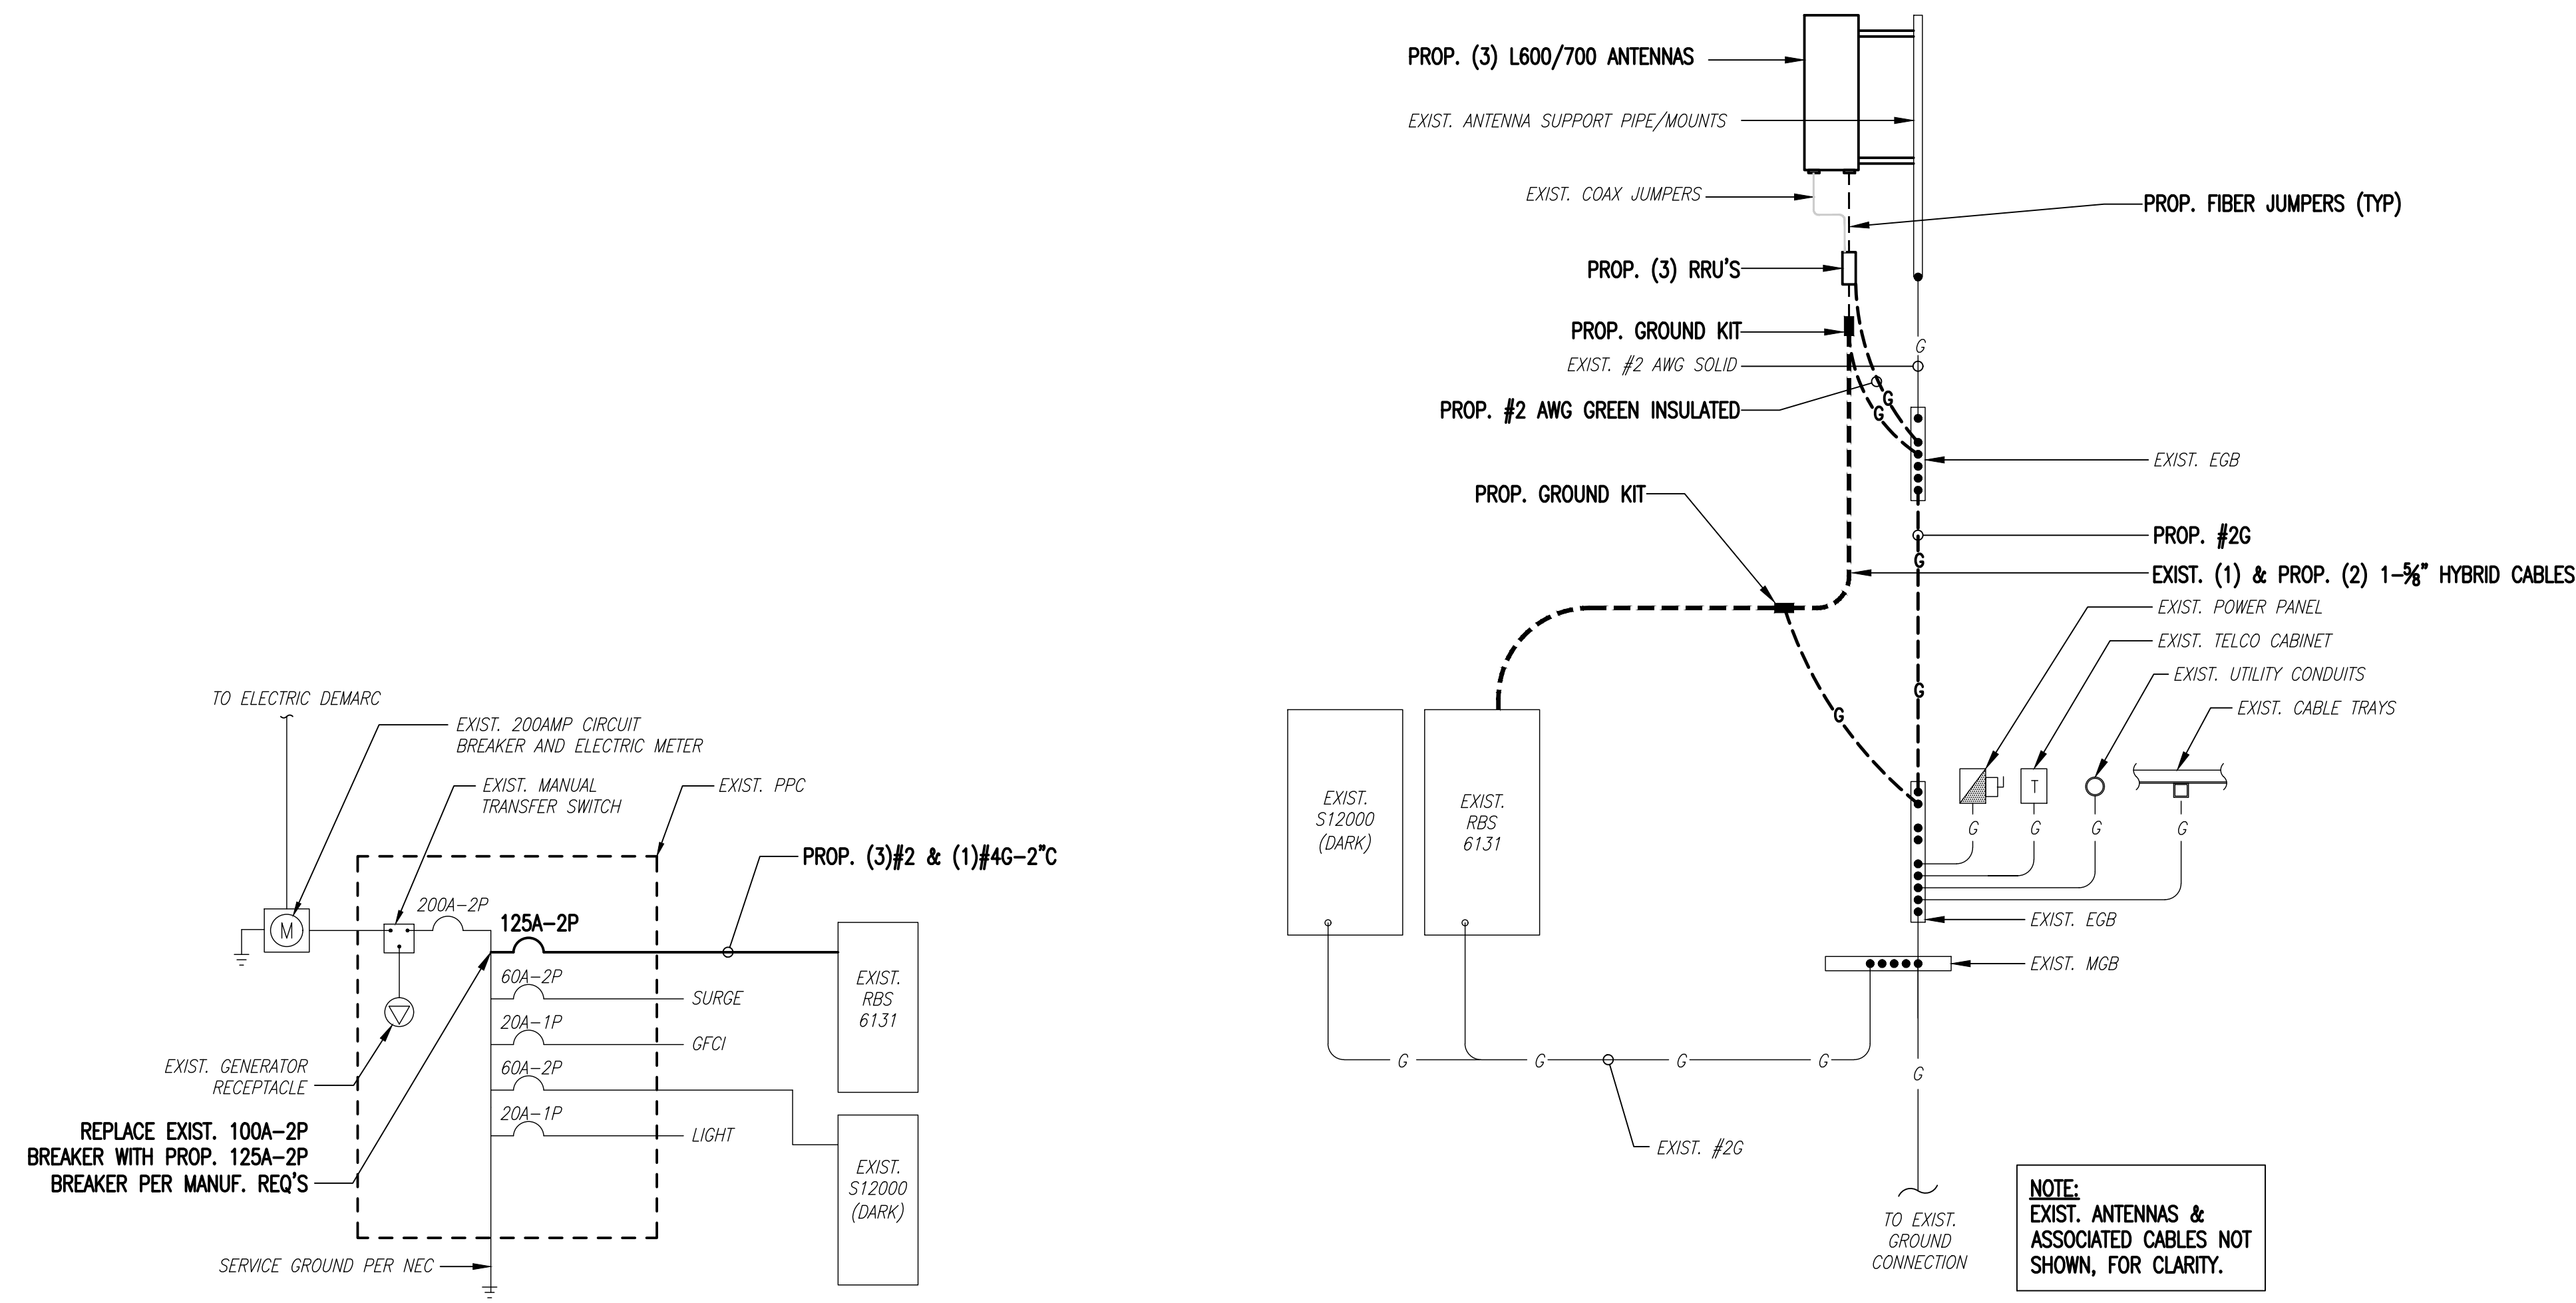 TO ELECTRIC DEMARC
EXIST. 200AMP CIRCUIT
BREAKER AND ELECTRIC METER
EXIST. MANUAL
TRANSFER SWITCH
EXIST. PPC
PROP. (3)#2 & (1)#4G-2"C
200A-2P
M
125A-2P
60A-2P
SURGE
20A-1P
GFCI
60A-2P
20A-1P
LIGHT
EXIST.
RBS
6131
EXIST.
S12000
(DARK)
EXIST. GENERATOR
RECEPTACLE
REPLACE EXIST. 100A-2P
BREAKER WITH PROP. 125A-2P
BREAKER PER MANUF. REQ'S
SERVICE GROUND PER NEC
PROP. (3) L600/700 ANTENNAS
EXIST. ANTENNA SUPPORT PIPE/MOUNTS
EXIST. COAX JUMPERS
PROP. FIBER JUMPERS (TYP)
PROP. (3) RRU'S
PROP. GROUND KIT
G
EXIST. #2 AWG SOLID
PROP. #2 AWG GREEN INSULATED
G
G
EXIST. EGB
PROP. GROUND KIT
PROP. #2G
G
EXIST. (1) & PROP. (2) 1-5/8" HYBRID CABLES
EXIST. POWER PANEL
EXIST. TELCO CABINET
EXIST. UTILITY CONDUITS
EXIST. CABLE TRAYS
G
G
T
EXIST.
S12000
(DARK)
EXIST.
RBS
6131
G
G
G
G
EXIST. EGB
EXIST. MGB
G
G
G
G
G
EXIST. #2G
TO EXIST.
GROUND
CONNECTION
NOTE:
EXIST. ANTENNAS &
ASSOCIATED CABLES NOT
SHOWN, FOR CLARITY.